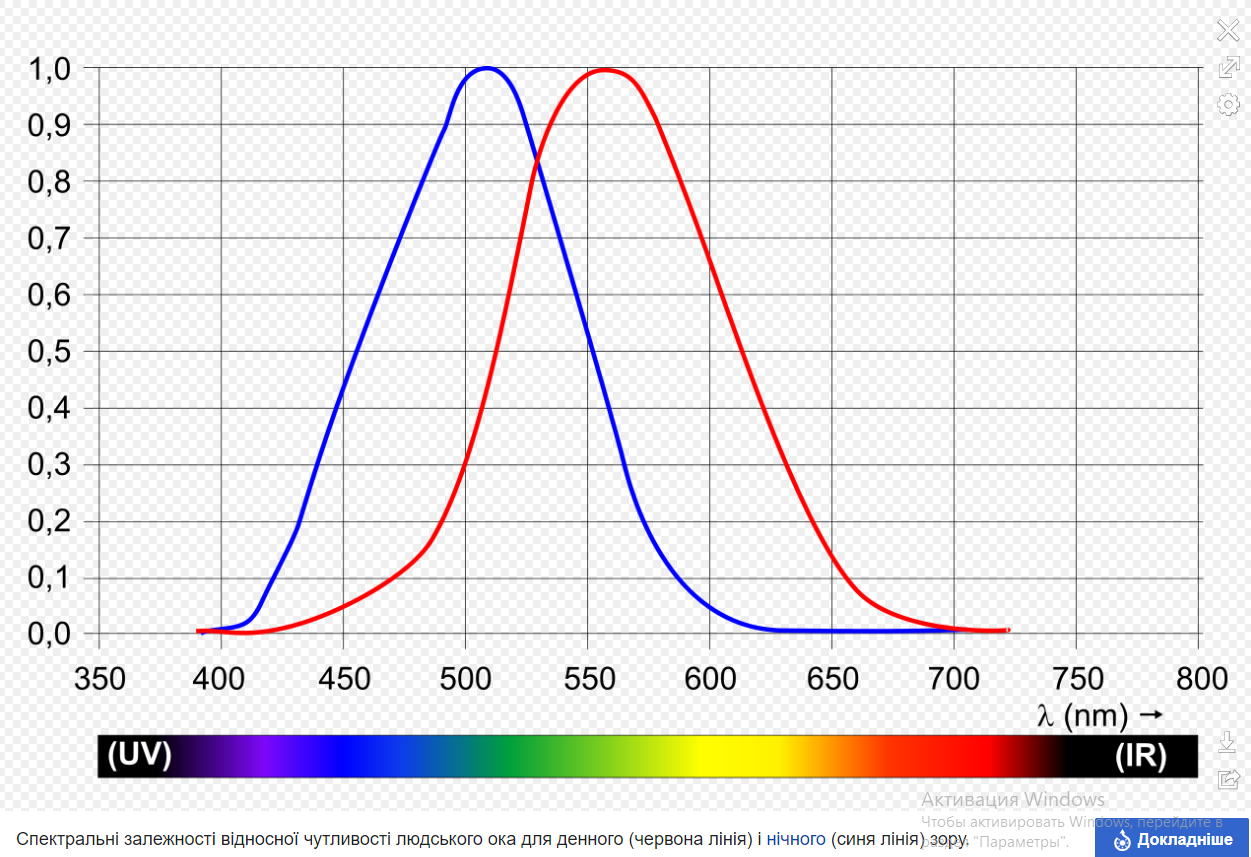 1,0
0,9
0,8
0,7
0,6
0,5
0,4
0,3
0,2
0,1
0,0
350 400 450 500 550 600 650 700 750 800
λ (nm) →
(UV) (IR)
Активация Windows
Чтобы активировать Windows, перейдите в
раздел "Параметры".
Спектральні залежності відносної чутливості людського ока для денного (червона лінія) і нічного (синя лінія) зору.
Докладніше